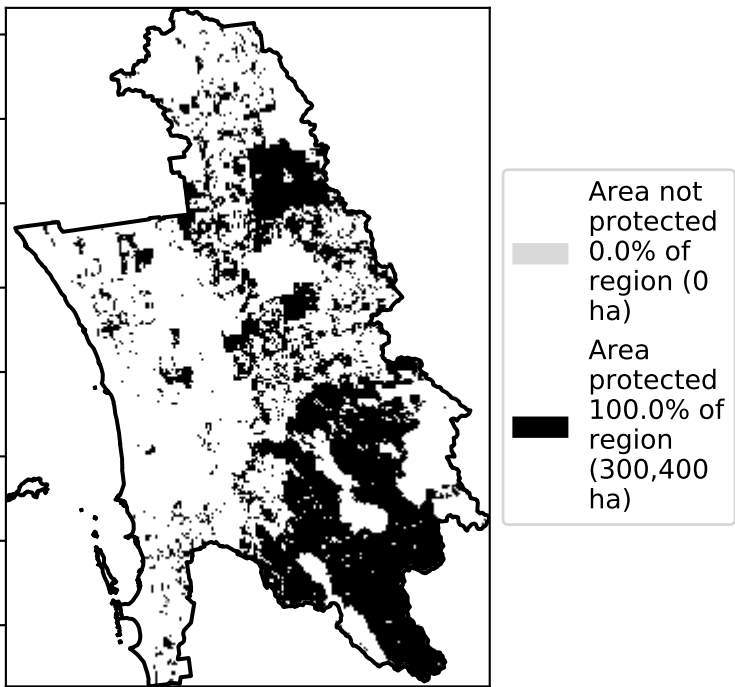 Area not
protected
0.0% of
region (0
ha)
Area
protected
100.0% of
region
(300,400
ha)